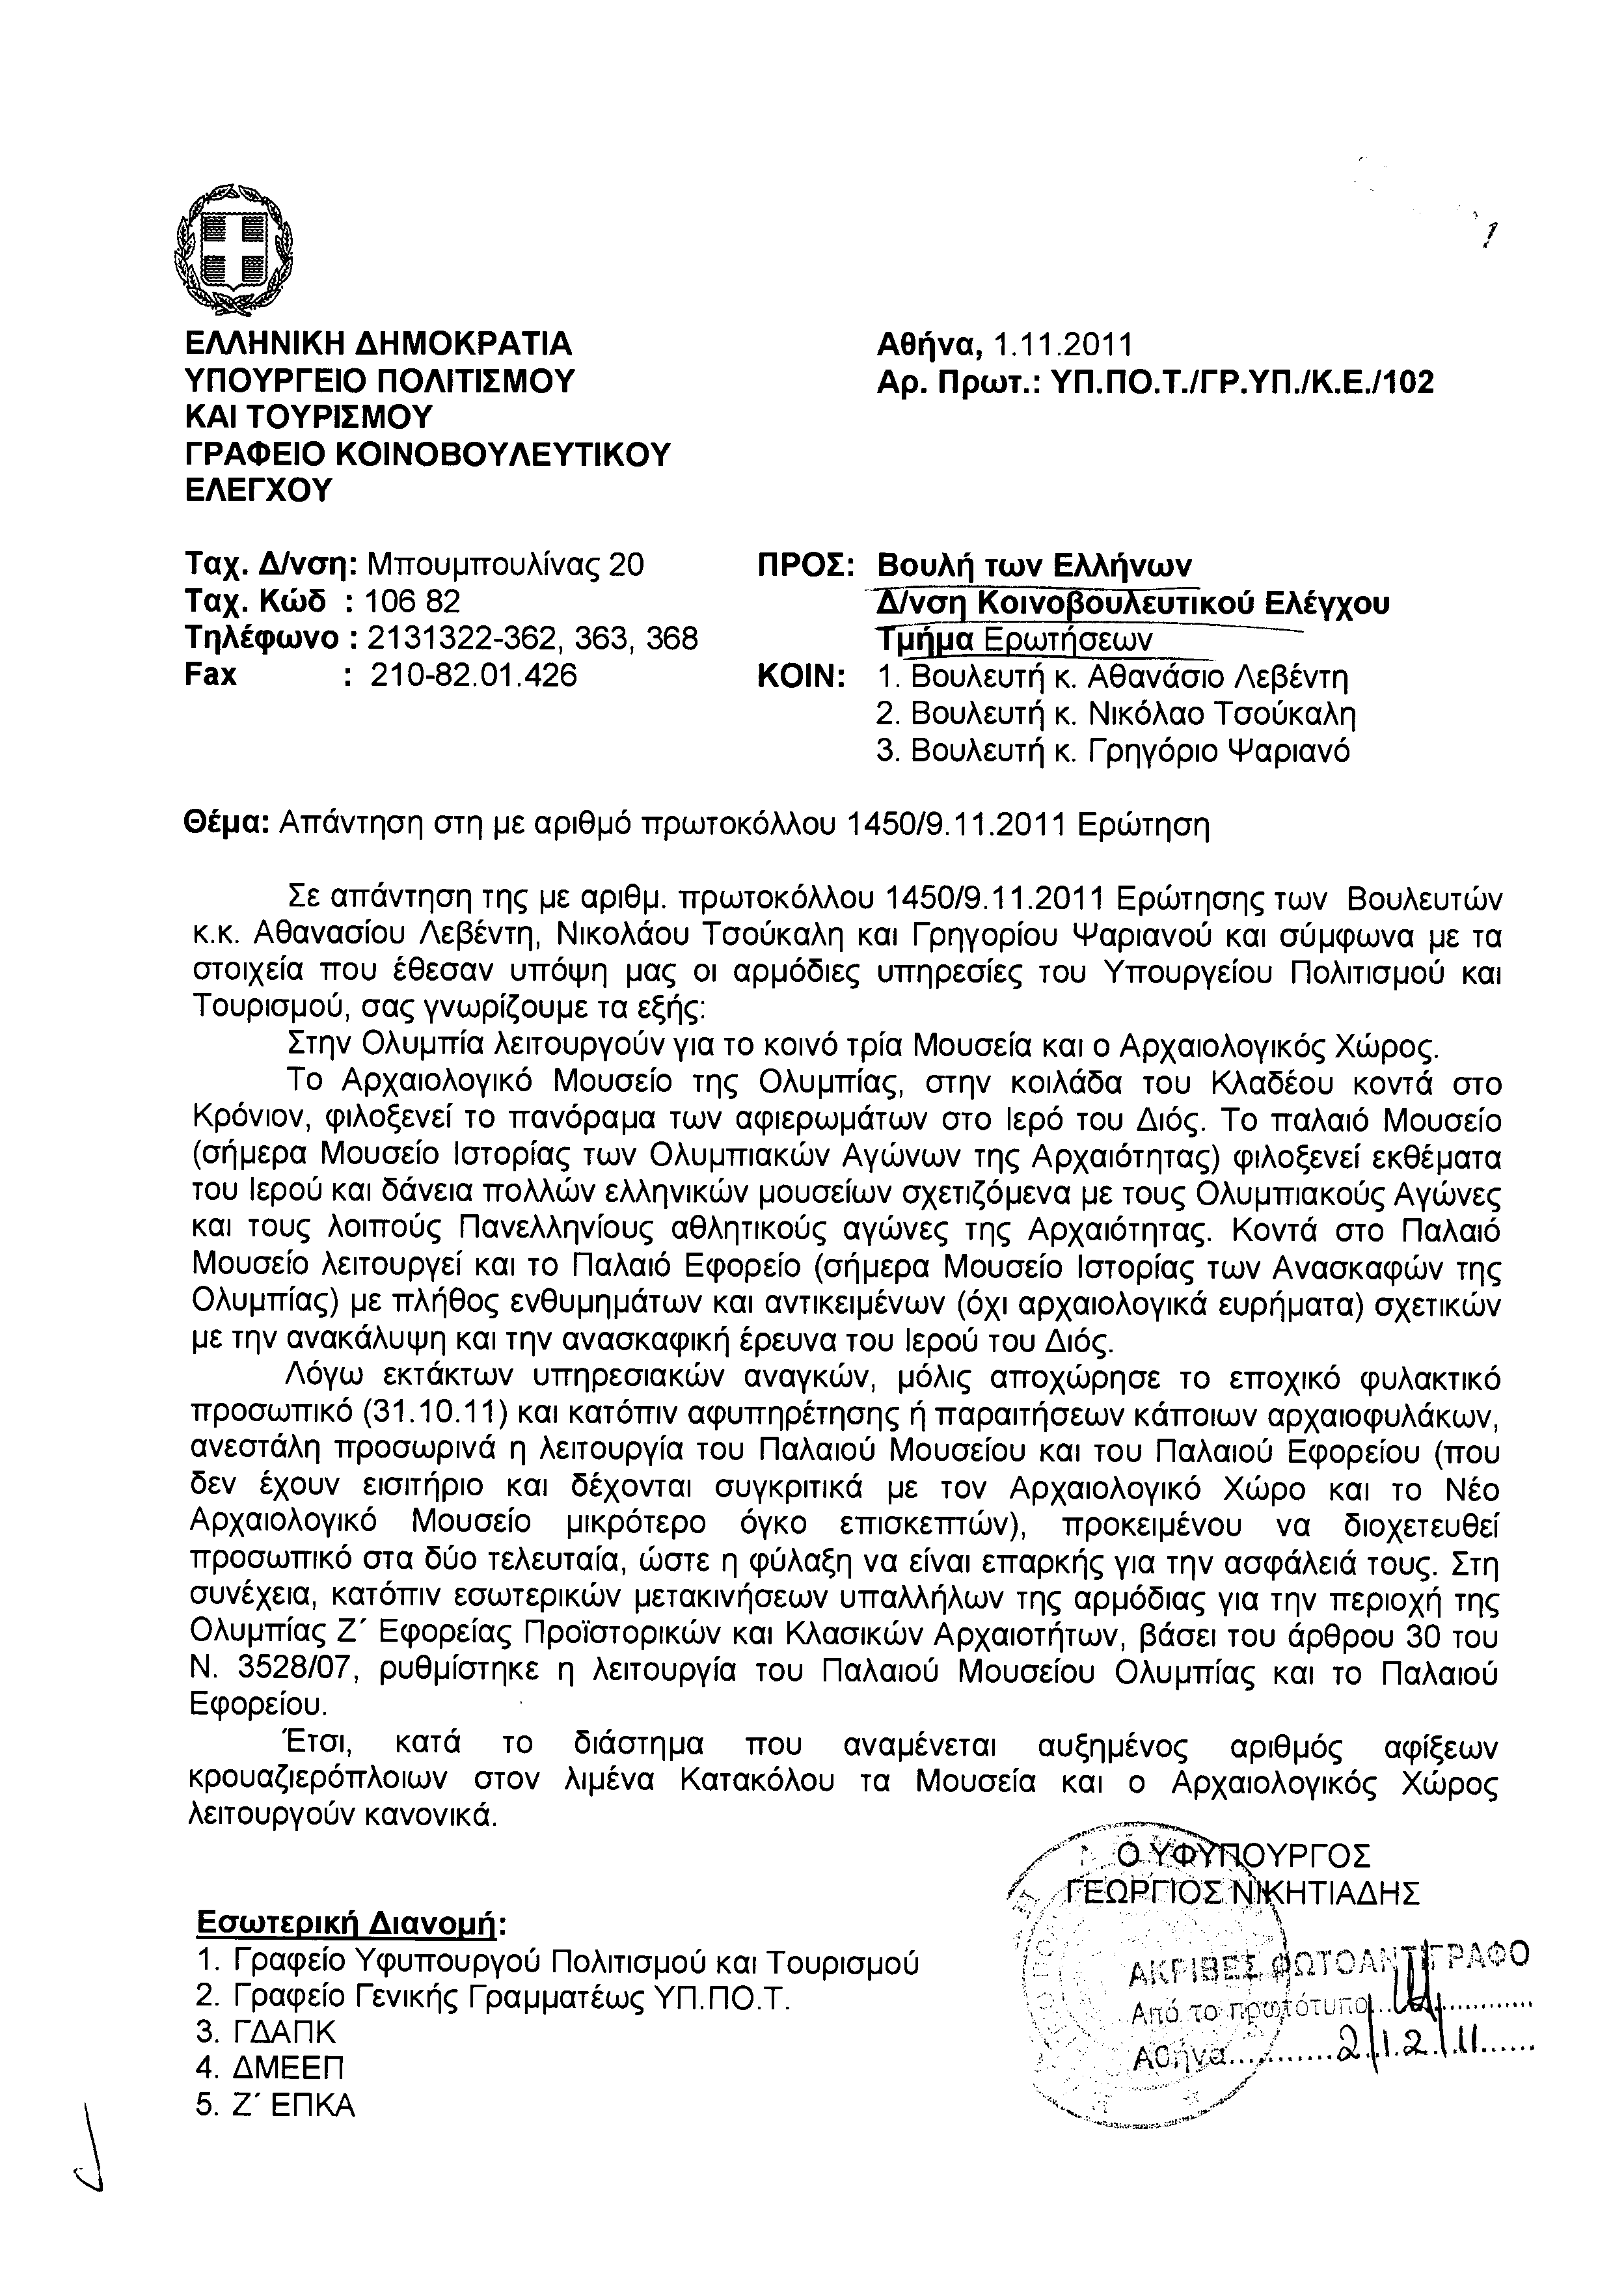 ΕΛΛΗΝΙΚΗ ΔΗΜΟΚΡΑΤΙΑ
ΥΠΟΥΡΓΕΙΟ ΠΟΛΙΤΙΣΜΟΥ
ΚΑΙ ΤΟΥΡΙΣΜΟΥ
ΓΡΑΦΕΙΟ ΚΟΙΝΟΒΟΥΛΕΥΤΙΚΟΥ
ΕΛΕΓΧΟΥ
Αθήνα, 1.11.2011
Αρ. Πρωτ.: ΥΠ.ΠΟ.Τ./ΓΡ.ΥΠ./Κ.Ε./102
Ταχ. Δ/νση: Μπουμπουλίνας 20
Ταχ. Κώδ : 106 82
Τηλέφωνο : 2131322-362, 363, 368
Fax : 210-82.01.426
ΠΡΟΣ: Βουλή των Ελλήνων
Δ/νση Κοινοβουλευτικού Ελέγχου
Τμήμα Ερωτήσεων
ΚΟΙΝ: 1. Βουλευτή κ. Αθανάσιο Λεβέντη
2. Βουλευτή κ. Νικόλαο Τσούκαλη
3. Βουλευτή κ. Γρηγόριο Ψαριανό
Θέμα: Απάντηση στη με αριθμό πρωτοκόλλου 1450/9.11.2011 Ερώτηση
Σε απάντηση της με αριθμ. πρωτοκόλλου 1450/9.11.2011 Ερώτησης των Βουλευτών
κ.κ. Αθανασίου Λεβέντη, Νικολάου Τσούκαλη και Γρηγορίου Ψαριανού και σύμφωνα με τα
στοιχεία που έθεσαν υπόψη μας οι αρμόδιες υπηρεσίες του Υπουργείου Πολιτισμού και
Τουρισμού, σας γνωρίζουμε τα εξής:
Στην Ολυμπία λειτουργούν για το κοινό τρία Μουσεία και ο Αρχαιολογικός Χώρος.
Το Αρχαιολογικό Μουσείο της Ολυμπίας, στην κοιλάδα του Κλαδέου κοντά στο
Κρόνιον, φιλοξενεί το πανόραμα των αφιερωμάτων στο Ιερό του Διός. Το παλαιό Μουσείο
(σήμερα Μουσείο Ιστορίας των Ολυμπιακών Αγώνων της Αρχαιότητας) φιλοξενεί εκθέματα
του Ιερού και δάνεια πολλών ελληνικών μουσείων σχετιζόμενα με τους Ολυμπιακούς Αγώνες
και τους λοιπούς Πανελληνίους αθλητικούς αγώνες της Αρχαιότητας. Κοντά στο Παλαιό
Μουσείο λειτουργεί και το Παλαιό Εφορείο (σήμερα Μουσείο Ιστορίας των Ανασκαφών της
Ολυμπίας) με πλήθος ενθυμημάτων και αντικειμένων (όχι αρχαιολογικά ευρήματα) σχετικών
με την ανακάλυψη και την ανασκαφική έρευνα του Ιερού του Διός.
Λόγω εκτάκτων υπηρεσιακών αναγκών, μόλις αποχώρησε το εποχικό φυλακτικό
προσωπικό (31.10.11) και κατόπιν αφυπηρέτησης ή παραιτήσεων κάποιων αρχαιοφυλάκων,
ανεστάλη προσωρινά η λειτουργία του Παλαιού Μουσείου και του Παλαιού Εφορείου (που
δεν έχουν εισιτήριο και δέχονται συγκριτικά με τον Αρχαιολογικό Χώρο και το Νέο
Αρχαιολογικό Μουσείο μικρότερο όγκο επισκεπτών), προκειμένου να διοχετευθεί
προσωπικό στα δύο τελευταία, ώστε η φύλαξη να είναι επαρκής για την ασφάλειά τους. Στη
συνέχεια, κατόπιν εσωτερικών μετακινήσεων υπαλλήλων της αρμόδιας για την περιοχή της
Ολυμπίας Ζ΄ Εφορείας Προϊστορικών και Κλασικών Αρχαιοτήτων, βάσει του άρθρου 30 του
Ν. 3528/07, ρυθμίστηκε η λειτουργία του Παλαιού Μουσείου Ολυμπίας και το Παλαιού
Εφορείου.
Έτσι, κατά το διάστημα που αναμένεται αυξημένος αριθμός αφίξεων
κρουαζιερόπλοιων στον λιμένα Κατακόλου τα Μουσεία και ο Αρχαιολογικός Χώρος
λειτουργούν κανονικά.
Ο ΥΦΥΠΟΥΡΓΟΣ
ΓΕΩΡΓΙΟΣ ΝΙΚΗΤΙΑΔΗΣ
Εσωτερική Διανομή:
1. Γραφείο Υφυπουργού Πολιτισμού και Τουρισμού
2. Γραφείο Γενικής Γραμματέως ΥΠ.ΠΟ.Τ.
3. ΓΔΑΠΚ
4. ΔΜΕΕΠ
5. Ζ΄ ΕΠΚΑ
ΑΚΡΙΒΕΣ ΦΩΤΟΑΝΤΙΓΡΑΦΟ
Από το πρωτότυπο
Αθήνα 2/12/11